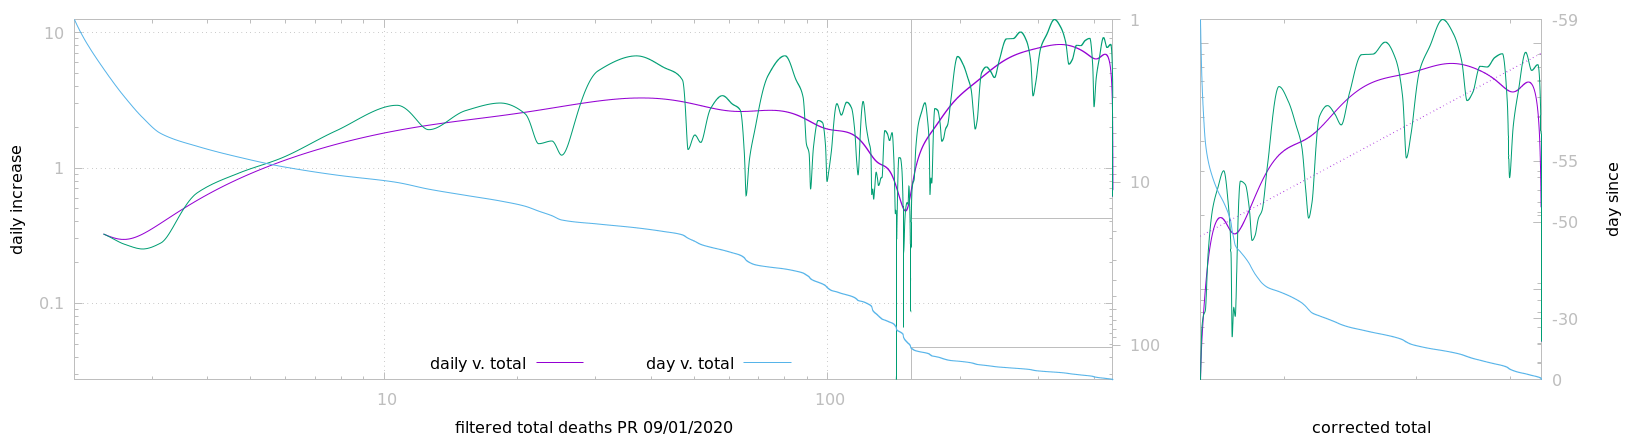 10
1
0.1
daily increase
daily v. total
day v. total
10
100
filtered total deaths PR 09/01/2020
1
10
100
-59
-55
-50
-30
0
day since
corrected total